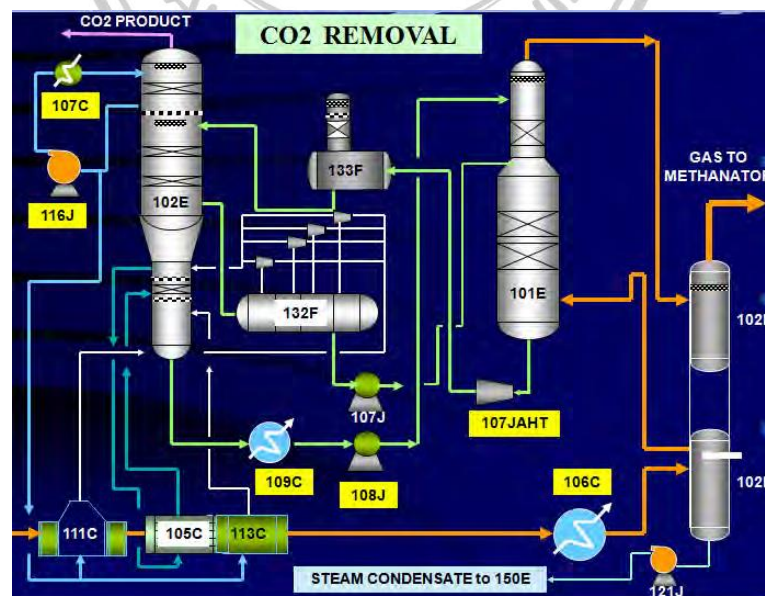 CO2 PRODUCT
CO2 REMOVAL
107C
133F
GAS TO
METHANATOR
116J
102E
101E
132F
107J
107JAHT
109C
108J
106C
111C
105C
113C
STEAM CONDENSATE to 150E
121J